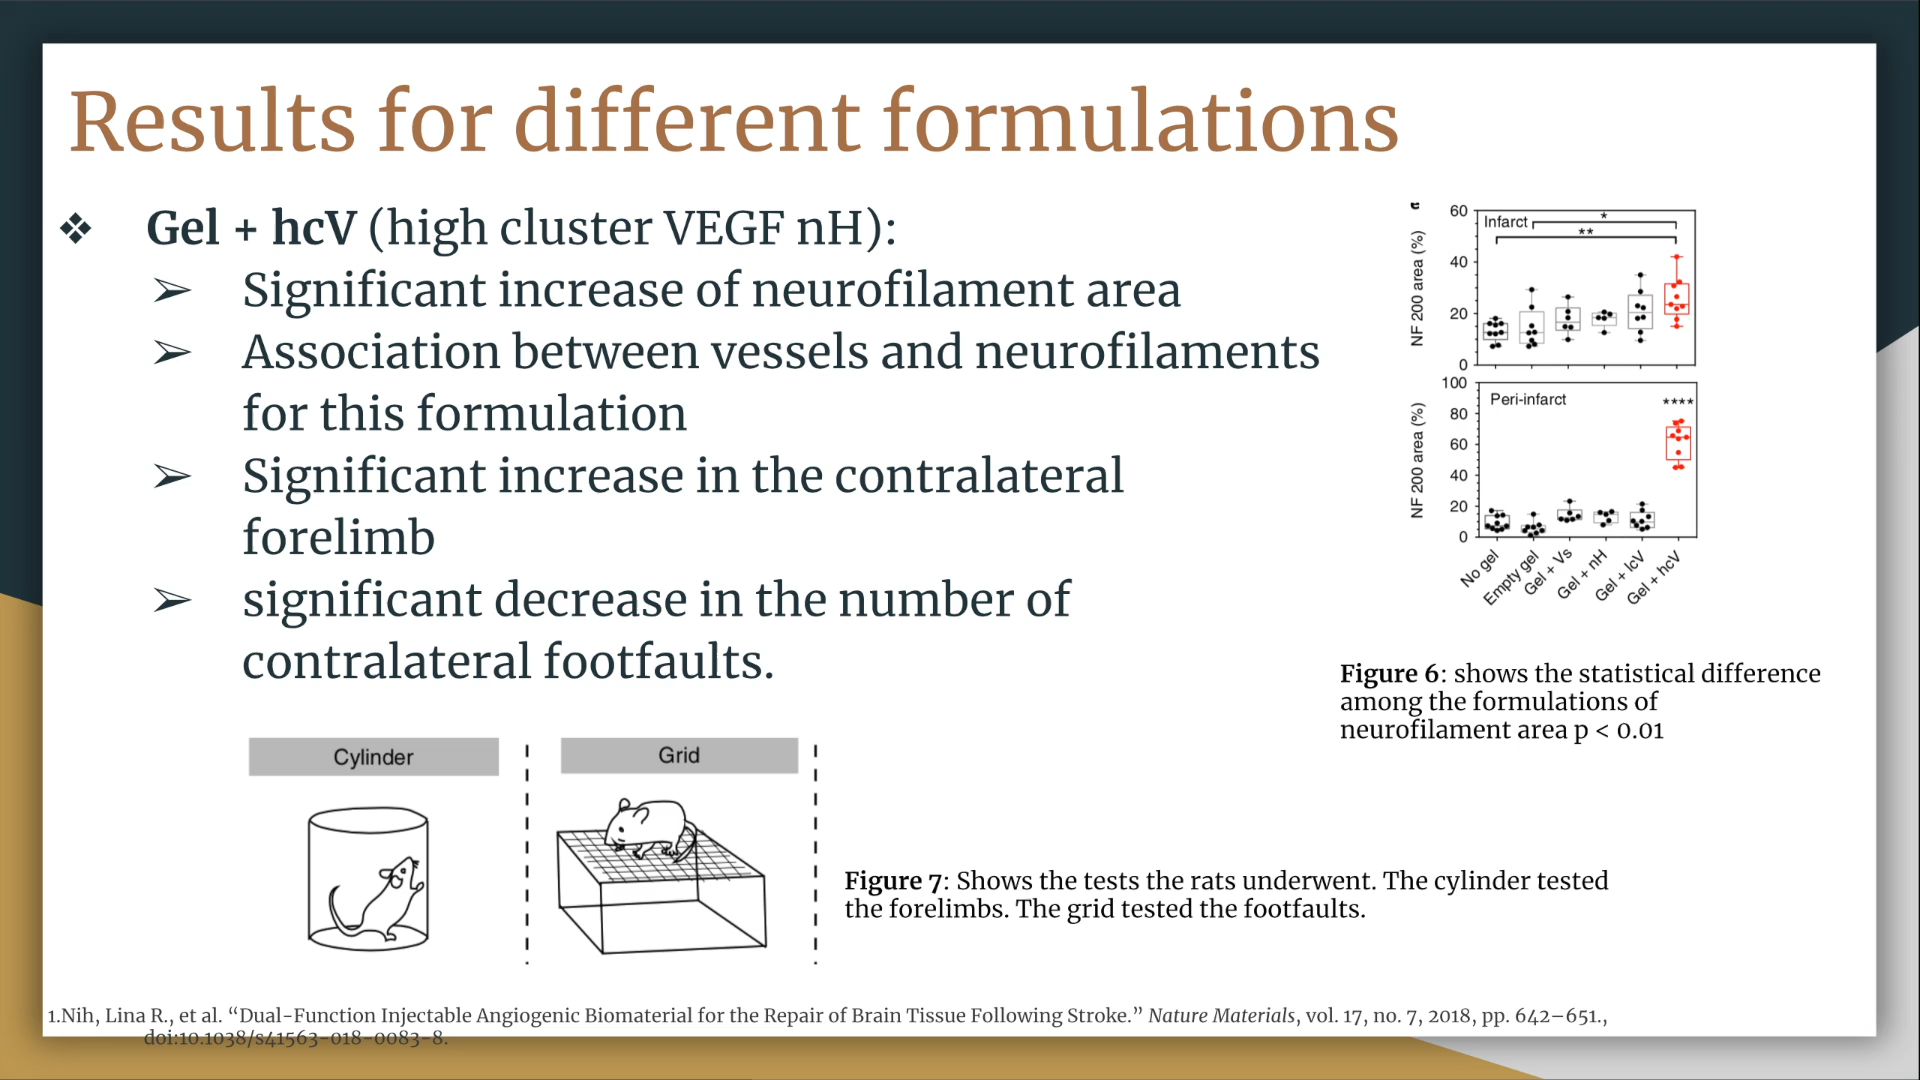 Results for different formulations
❖ Gel + hcV (high cluster VEGF nH):
➢ Significant increase of neurofilament area
➢ Association between vessels and neurofilaments
for this formulation
➢ Significant increase in the contralateral
forelimb
➢ significant decrease in the number of
contralateral footfaults.
e
NF 200 area (%)
60
40
20
0
Infarct
*
**
NF 200 area (%)
100
80
60
40
20
0
Peri-infarct
****
No gel
Empty gel
Gel + Vs
Gel + nH
Gel + lcV
Gel + hcV
Figure 6: shows the statistical difference
among the formulations of
neurofilament area p < 0.01
Cylinder
Grid
Figure 7: Shows the tests the rats underwent. The cylinder tested
the forelimbs. The grid tested the footfaults.
1.Nih, Lina R., et al. “Dual-Function Injectable Angiogenic Biomaterial for the Repair of Brain Tissue Following Stroke.” Nature Materials, vol. 17, no. 7, 2018, pp. 642–651.,
doi:10.1038/s41563-018-0083-8.